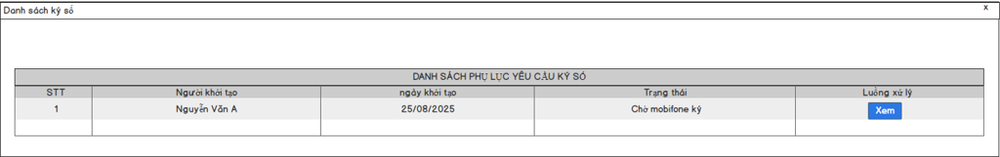 Danh sách ký số x
DANH SÁCH PHỤ LỤC YÊU CẦU KÝ SỐ
STT Người khởi tạo ngày khởi tạo Trạng thái Luồng xử lý
1 Nguyễn Văn A 25/08/2025 Chờ mobifone ký Xem